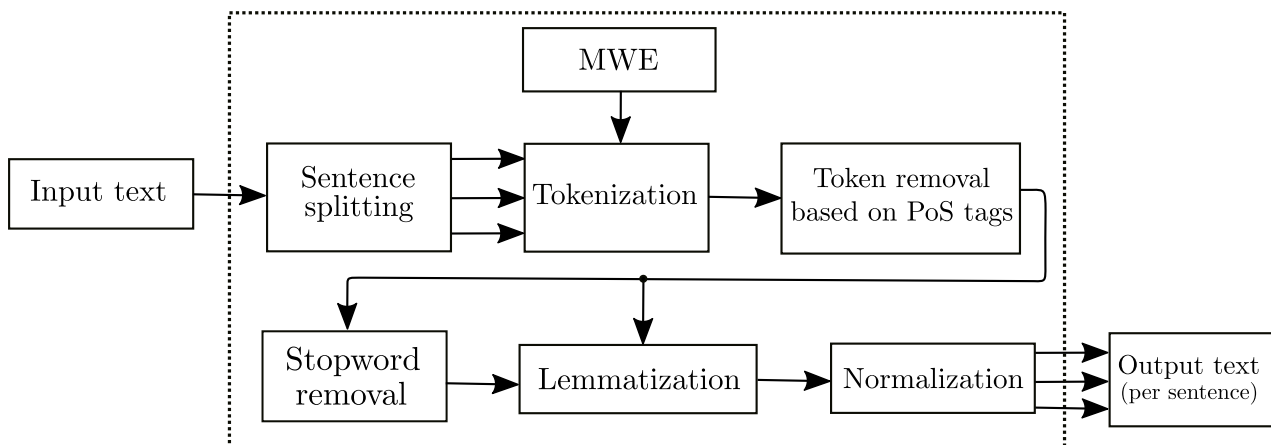 MWE
Input text
Sentence
splitting
Tokenization
Token removal
based on PoS tags
Stopword
removal
Lemmatization
Normalization
Output text
(per sentence)